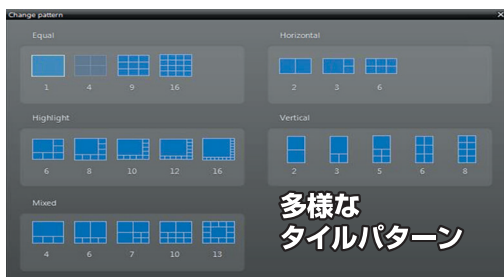 Change pattern
Equal
1 4 9 16
Horizontal
2 3 6
Highlight
6 8 10 12 16
Vertical
2 3 5 6 8
Mixed
4 6 7 10 13
多様な
タイルパターン